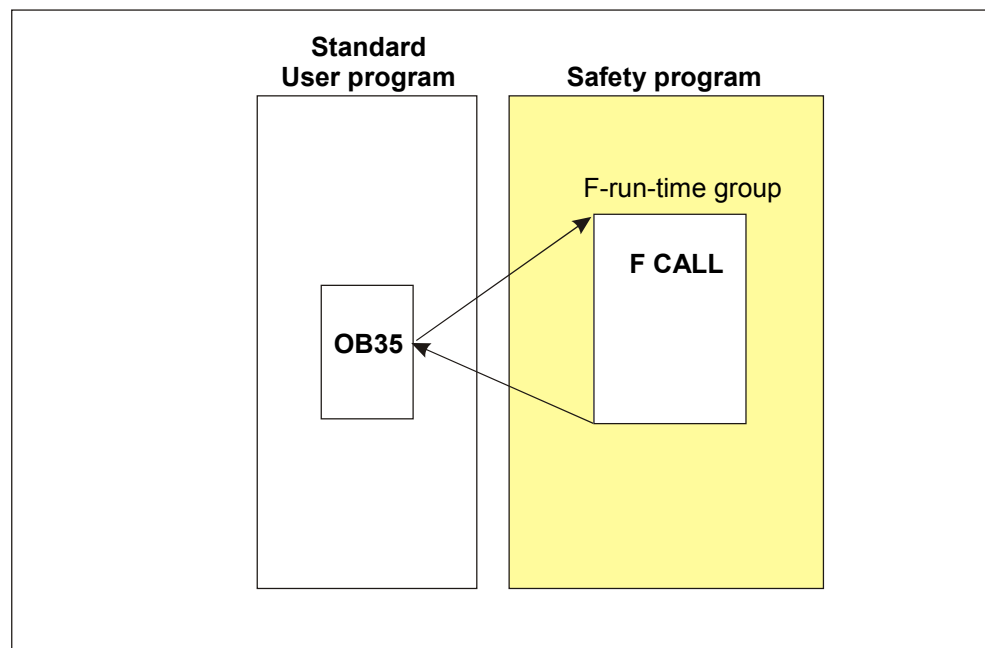 Standard
User program
Safety program
F-run-time group
F CALL
OB35